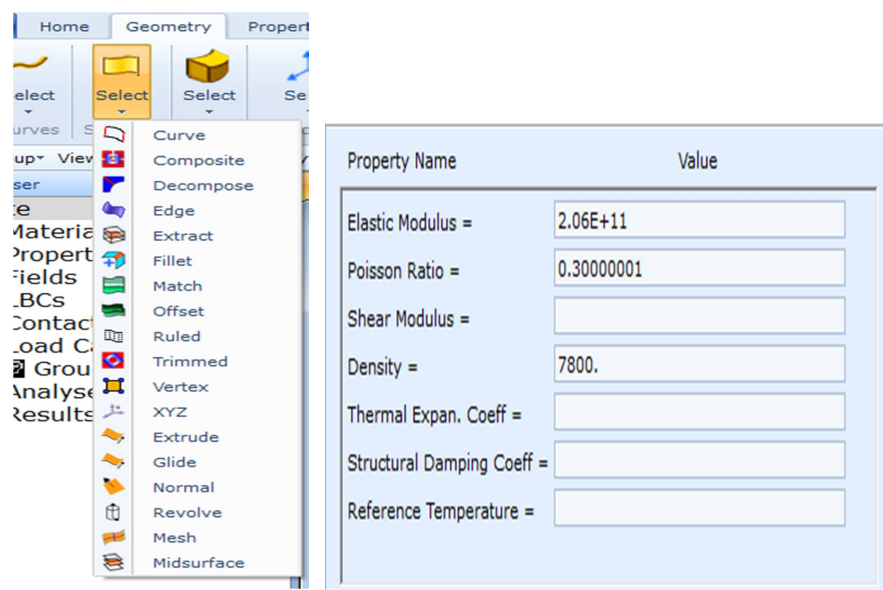 Home Geometry Propert
elect Select Select Se
urves S
up View
ser
te
Materia
Propert
Fields
LBCs
Contac
Load Ca
Grou
Analyse
Results
Curve
Composite
Decompose
Edge
Extract
Fillet
Match
Offset
Ruled
Trimmed
Vertex
XYZ
Extrude
Glide
Normal
Revolve
Mesh
Midsurface
Property Name Value
Elastic Modulus = 2.06E+11
Poisson Ratio = 0.30000001
Shear Modulus =
Density = 7800.
Thermal Expan. Coeff =
Structural Damping Coeff =
Reference Temperature =